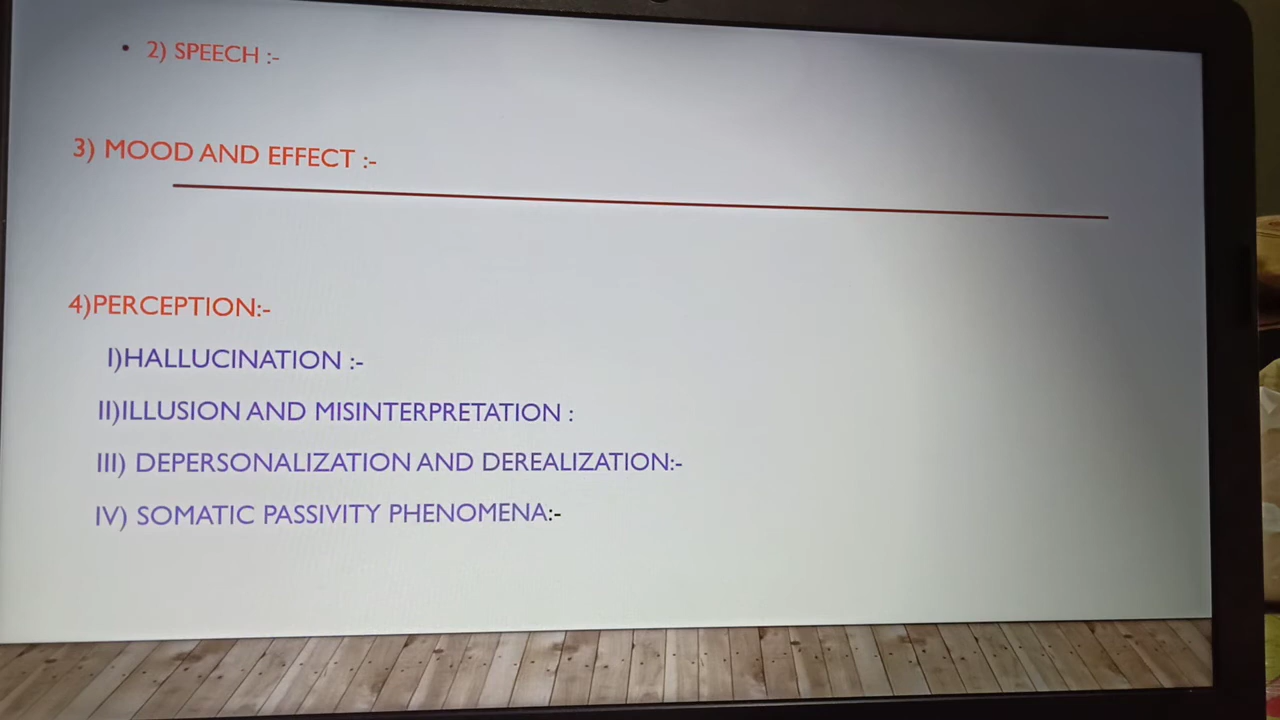 • 2) SPEECH :-
3) MOOD AND EFFECT :-
4)PERCEPTION:-
I)HALLUCINATION :-
II)ILLUSION AND MISINTERPRETATION :
III) DEPERSONALIZATION AND DEREALIZATION:-
IV) SOMATIC PASSIVITY PHENOMENA:-